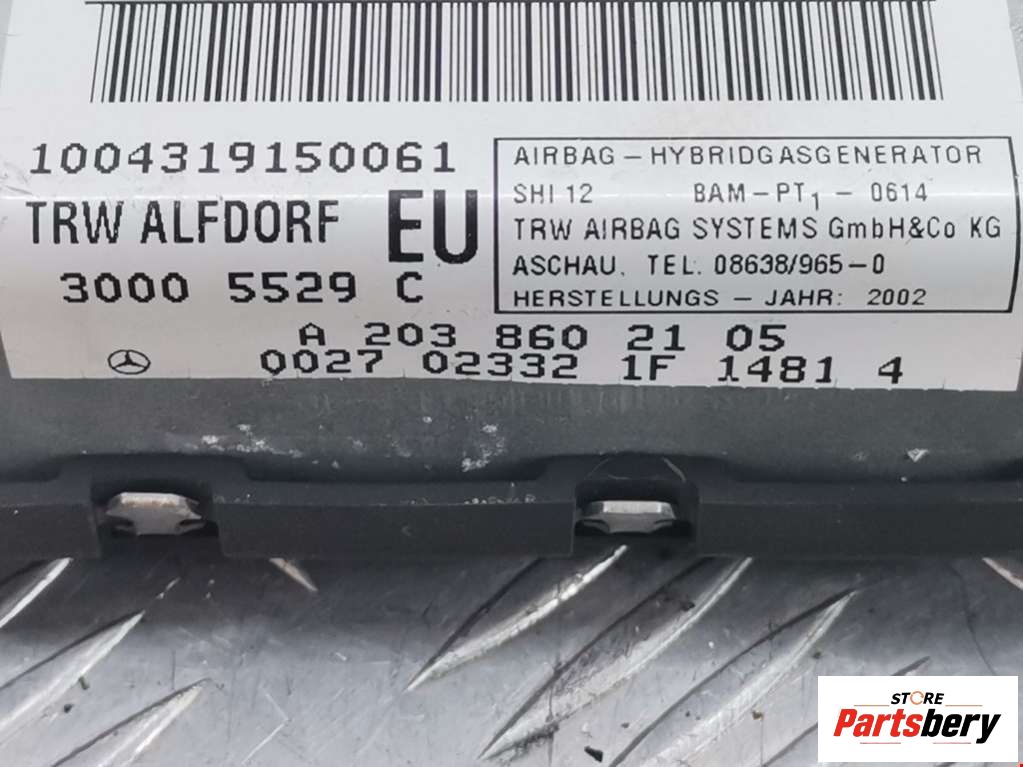 1004319150061
TRW ALFDORF EU
3000 5529 C
AIRBAG – HYBRIDGASGENERATOR
SHI 12 BAM – PT1 – 0614
TRW AIRBAG SYSTEMS GmbH&Co KG
ASCHAU. TEL. 08638/965-0
HERSTELLUNGS – JAHR: 2002
A 203 860 21 05
0027 02332 1F 1481 4
STORE
Partsbery